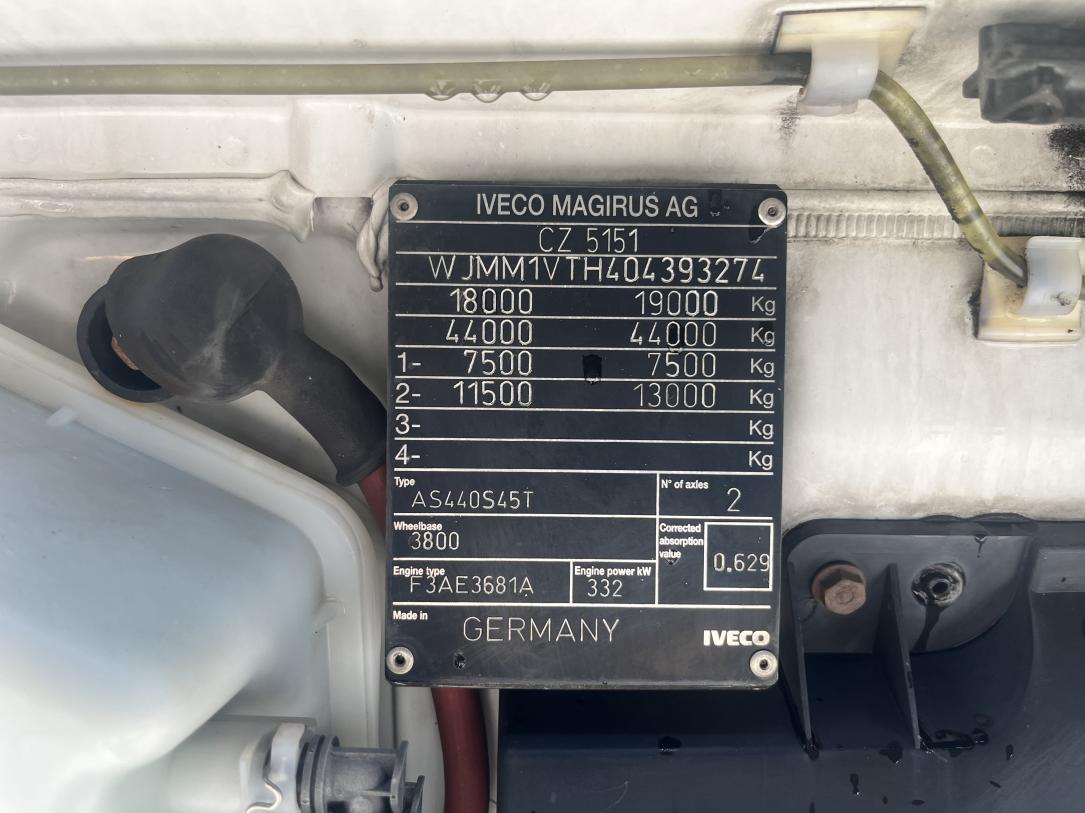 IVECO MAGIRUS AG
CZ 5151
WJMM1VTH404393274
18000 19000 Kg
44000 44000 Kg
1- 7500 7500 Kg
2- 11500 13000 Kg
3- Kg
4- Kg
Type AS440S45T
N° of axles 2
Wheelbase 3800
Corrected absorption value 0.629
Engine type F3AE3681A
Engine power kW 332
Made in GERMANY
IVECO